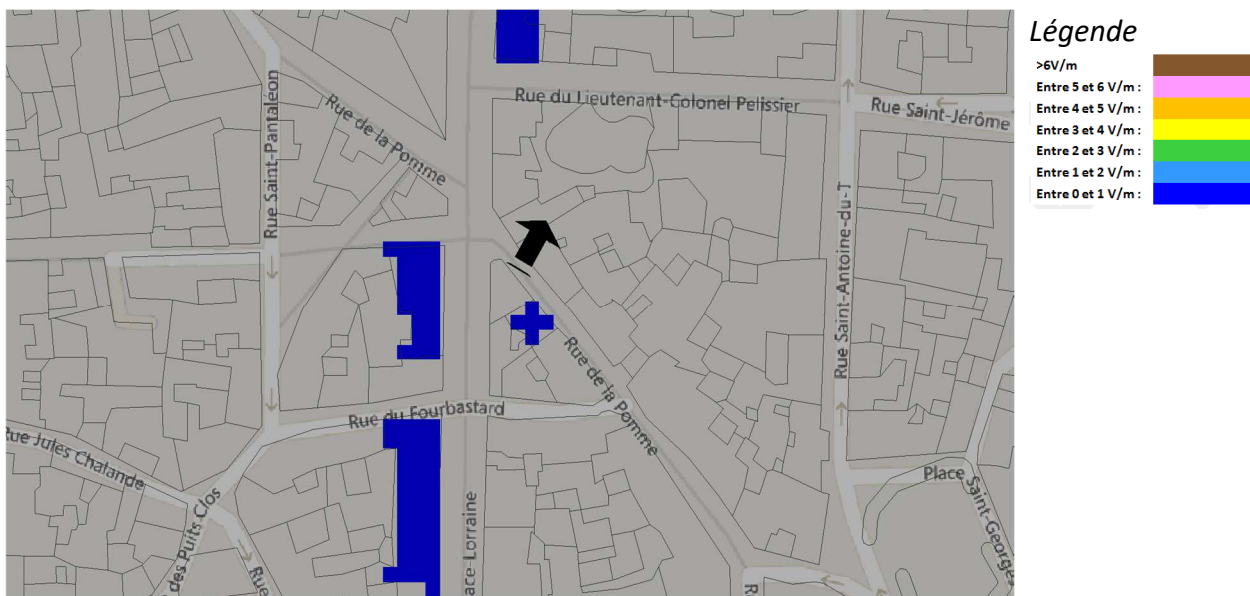 Légende
>6V/m
Entre 5 et 6 V/m :
Entre 4 et 5 V/m :
Entre 3 et 4 V/m :
Entre 2 et 3 V/m :
Entre 1 et 2 V/m :
Entre 0 et 1 V/m :
Rue Saint-Pantaléon
Rue de la Pomme
Rue du Lieutenant-Colonel Pelissier
Rue Saint-Jérôme
Rue Saint-Antoine-du-T
Rue de la Pomme
Rue du Fourbastard
Rue Jules Chalande
des Puits Clos
Rue
ace-Lorraine
Place Saint-Georges
R